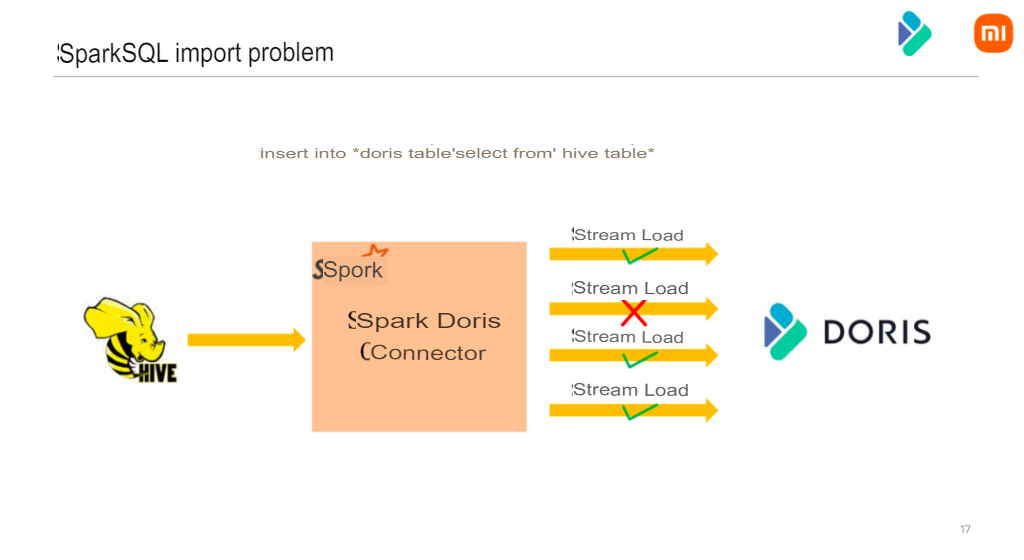 SparkSQL import problem
insert into *doris table'select from' hive table*
Stream Load
Spork
Stream Load
Spark Doris
Connector
Stream Load
Stream Load
HIVE
DORIS
17